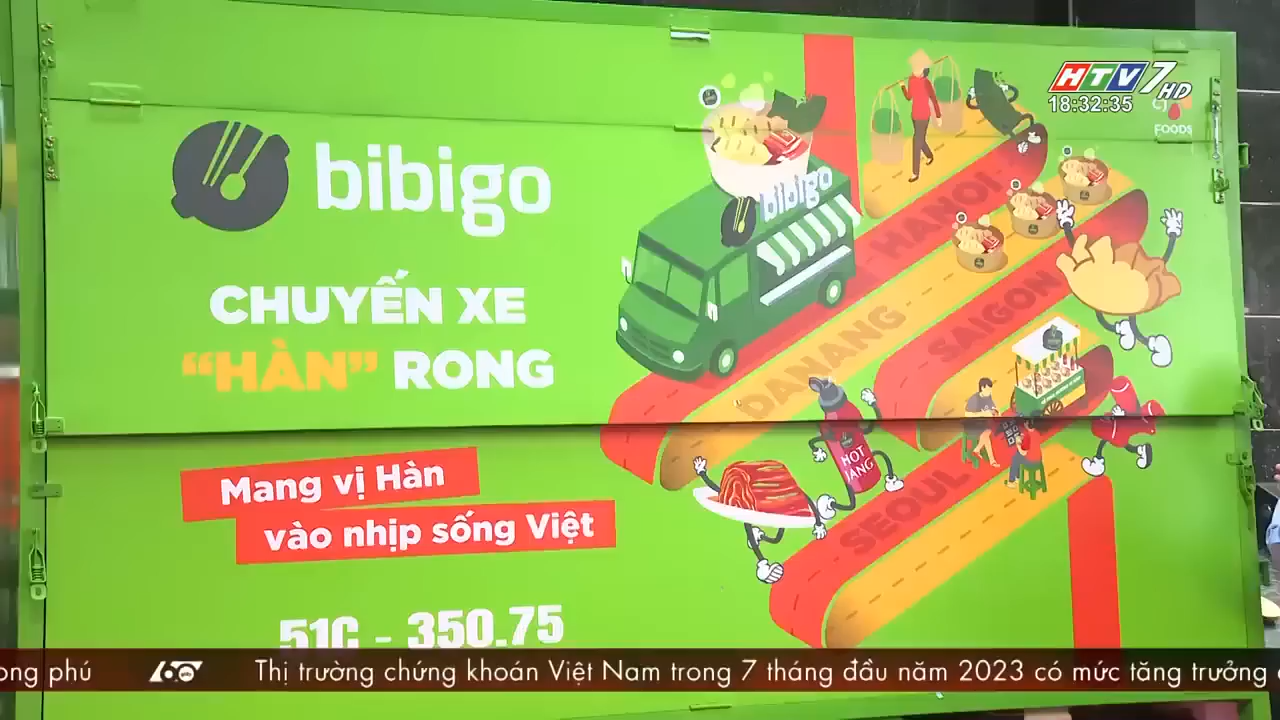 HTV7 HD
18:32:35
CJ
FOODS
bibigo
bibigo
CHUYẾN XE
“HÀN” RONG
HANOI
DANANG
SAIGON
SEOUL
HOT
JANG
Mang vị Hàn
vào nhịp sống Việt
51C - 350.75
ong phú 60 Thị trường chứng khoán Việt Nam trong 7 tháng đầu năm 2023 có mức tăng trưởng